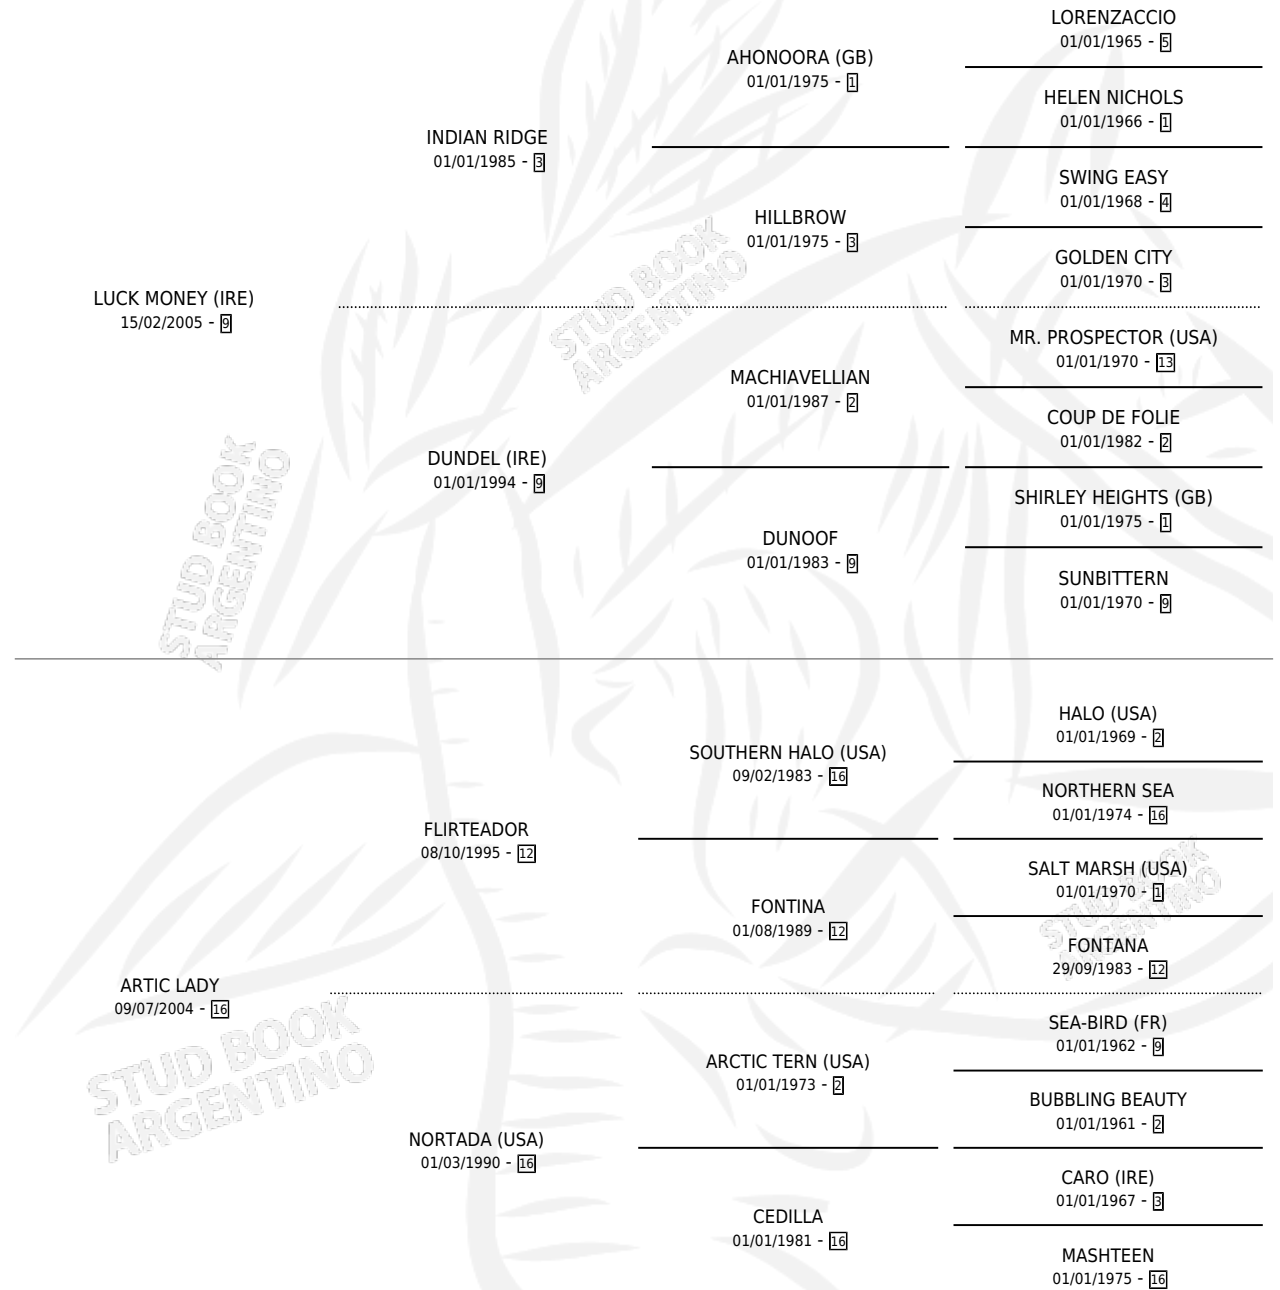 LORENZACCIO
01/01/1965 - 5
AHONOORA (GB)
01/01/1975 - 1
HELEN NICHOLS
01/01/1966 - 1
INDIAN RIDGE
01/01/1985 - 3
SWING EASY
01/01/1968 - 4
HILLBROW
01/01/1975 - 3
GOLDEN CITY
01/01/1970 - 3
LUCK MONEY (IRE)
15/02/2005 - 9
STUD BOOK
ARGENTINO
MR. PROSPECTOR (USA)
01/01/1970 - 13
MACHIAVELLIAN
01/01/1987 - 2
COUP DE FOLIE
01/01/1982 - 2
DUNDEL (IRE)
01/01/1994 - 9
SHIRLEY HEIGHTS (GB)
01/01/1975 - 1
DUNOOF
01/01/1983 - 9
SUNBITTERN
01/01/1970 - 9
STUD BOOK
ARGENTINO
HALO (USA)
01/01/1969 - 2
SOUTHERN HALO (USA)
09/02/1983 - 16
NORTHERN SEA
01/01/1974 - 16
FLIRTEADOR
08/10/1995 - 12
SALT MARSH (USA)
01/01/1970 - 1
FONTINA
01/08/1989 - 12
STUD BOOK
ARGENTINO
FONTANA
29/09/1983 - 12
ARTIC LADY
09/07/2004 - 16
SEA-BIRD (FR)
01/01/1962 - 9
ARCTIC TERN (USA)
01/01/1973 - 2
BUBBLING BEAUTY
01/01/1961 - 2
STUD BOOK
ARGENTINO
NORTADA (USA)
01/03/1990 - 16
CARO (IRE)
01/01/1967 - 3
CEDILLA
01/01/1981 - 16
MASHTEEN
01/01/1975 - 16